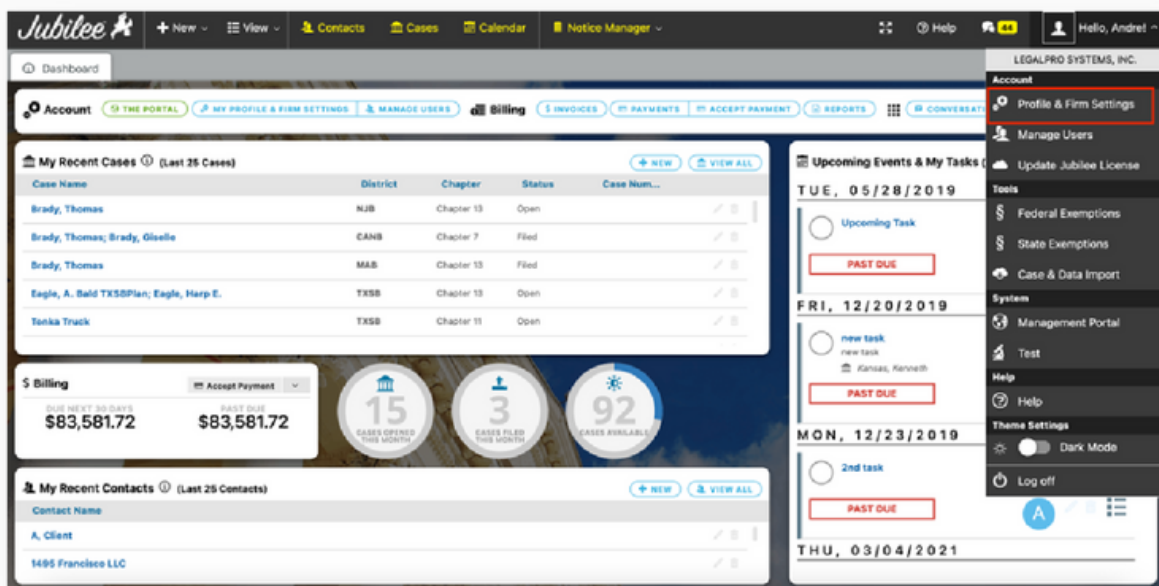 Jubilee
+ New
View
Contacts
Cases
Calendar
Notice Manager
Help
44
Hello, Andre!
Dashboard
Account
THE PORTAL
MY PROFILE & FIRM SETTINGS
MANAGE USERS
Billing
INVOICES
PAYMENTS
ACCEPT PAYMENT
REPORTS
CONVERSATI
My Recent Cases (Last 25 Cases)
+ NEW
VIEW ALL
Case Name District Chapter Status Case Num...
Brady, Thomas NJB Chapter 13 Open
Brady, Thomas; Brady, Giselle CANB Chapter 7 Filed
Brady, Thomas MAB Chapter 13 Filed
Eagle, A. Bald TXSBPlan; Eagle, Harp E. TXSB Chapter 13 Open
Tonka Truck TXSB Chapter 11 Open
$ Billing
Accept Payment
DUE NEXT 30 DAYS
$83,581.72
PAST DUE
$83,581.72
15
CASES OPENED
THIS MONTH
3
CASES FILED
THIS MONTH
92
CASES AVAILABLE
My Recent Contacts (Last 25 Contacts)
+ NEW
VIEW ALL
Contact Name
A, Client
1495 Francisco LLC
Upcoming Events & My Tasks (
TUE, 05/28/2019
Upcoming Task
PAST DUE
FRI, 12/20/2019
new task
new task
Kansas, Kenneth
PAST DUE
MON, 12/23/2019
2nd task
PAST DUE
A
THU, 03/04/2021
LEGALPRO SYSTEMS, INC.
Account
Profile & Firm Settings
Manage Users
Update Jubilee License
Tools
§ Federal Exemptions
§ State Exemptions
Case & Data Import
System
Management Portal
Test
Help
Help
Theme Settings
Dark Mode
Log off